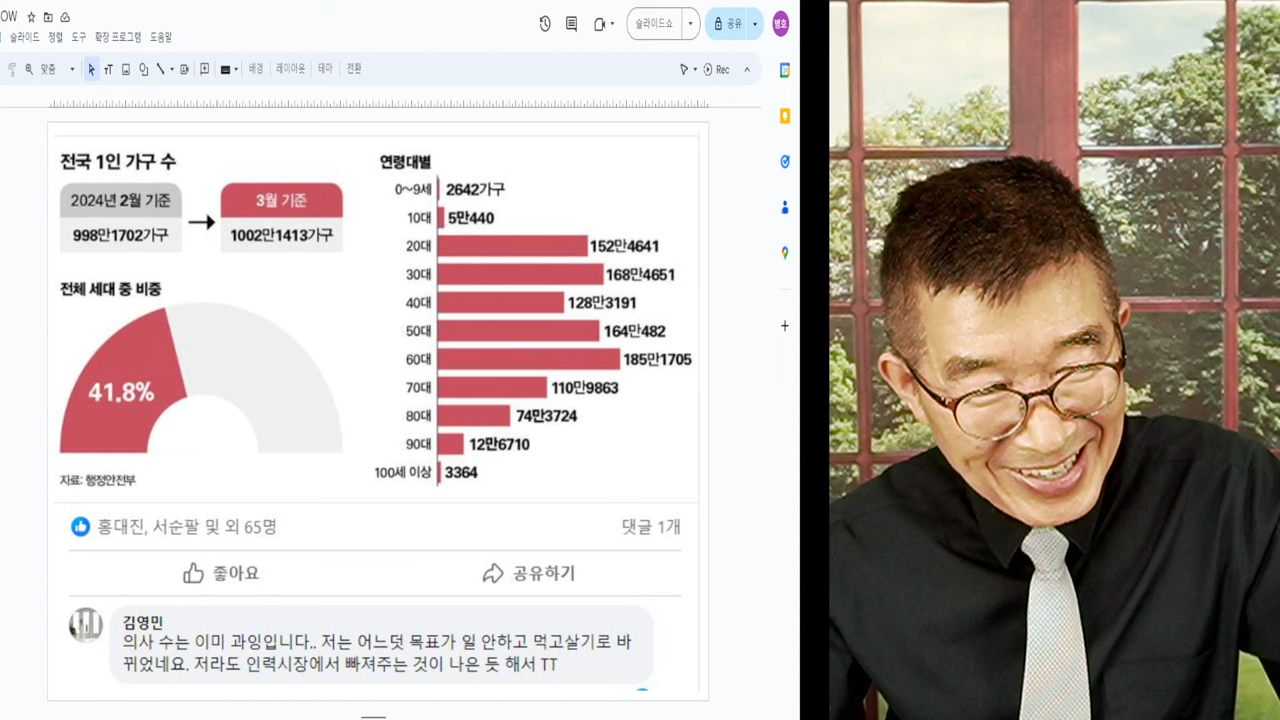 OW
슬라이드 정렬 도구 확장 프로그램 도움말
슬라이드쇼
공유
병호
맞춤
배경 레이아웃 테마 전환
Rec
전국 1인 가구 수
2024년 2월 기준
998만1702가구
3월 기준
1002만1413가구
전체 세대 중 비중
41.8%
자료: 행정안전부
연령대별
0~9세 2642가구
10대 5만440
20대 152만4641
30대 168만4651
40대 128만3191
50대 164만482
60대 185만1705
70대 110만9863
80대 74만3724
90대 12만6710
100세 이상 3364
홍대진, 서순팔 및 외 65명
댓글 1개
좋아요
공유하기
김영민
의사 수는 이미 과잉입니다.. 저는 어느덧 목표가 일 안하고 먹고살기로 바
뀌었네요. 저라도 인력시장에서 빠져주는 것이 나은 듯 해서 TT